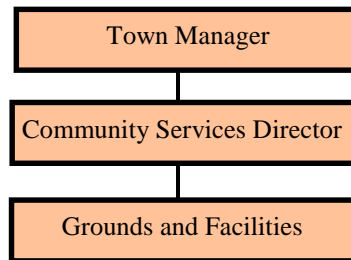 Town Manager
Community Services Director
Grounds and Facilities